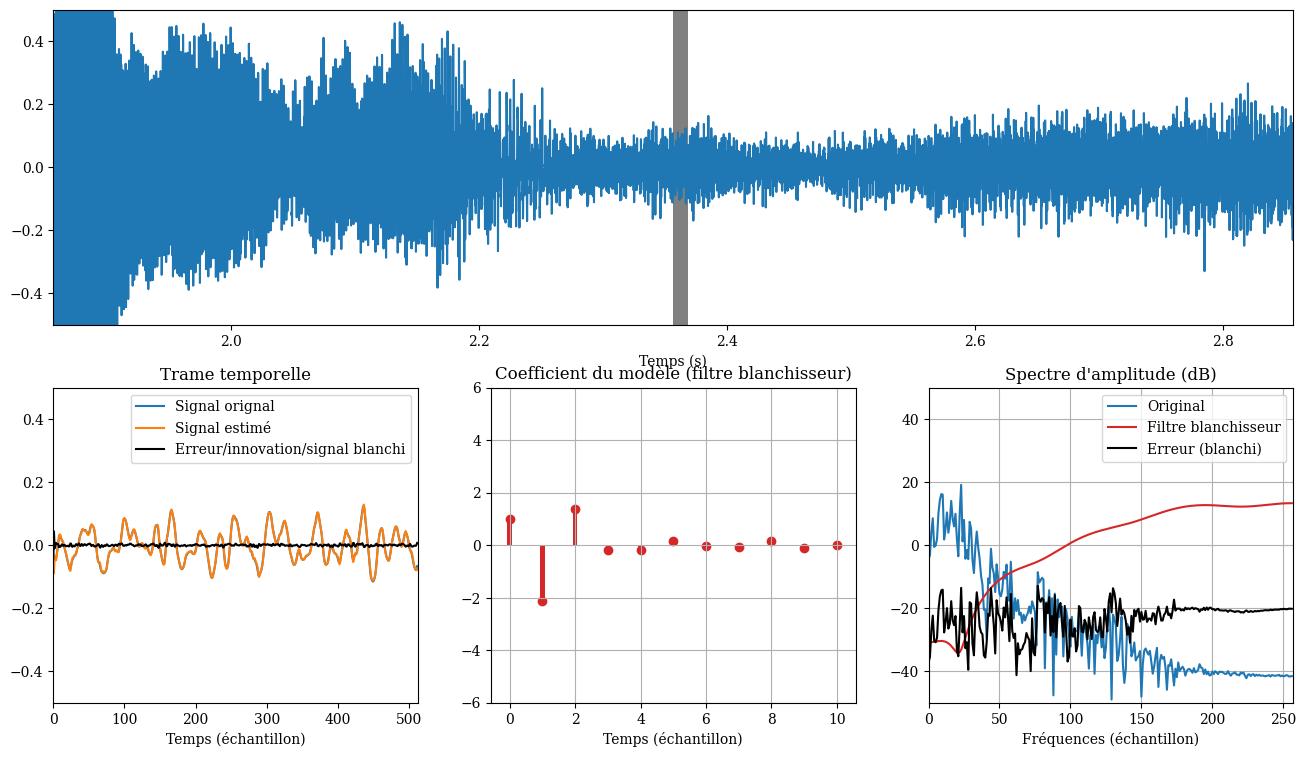 0.4
0.2
0.0
−0.2
−0.4
2.0 2.2 2.4 2.6 2.8
Temps (s)
Trame temporelle
Signal orignal
Signal estimé
Erreur/innovation/signal blanchi
0.4
0.2
0.0
−0.2
−0.4
0 100 200 300 400 500
Temps (échantillon)
Coefficient du modèle (filtre blanchisseur)
6
4
2
0
−2
−4
−6
0 2 4 6 8 10
Temps (échantillon)
Spectre d'amplitude (dB)
Original
Filtre blanchisseur
Erreur (blanchi)
40
20
0
−20
−40
0 50 100 150 200 250
Fréquences (échantillon)